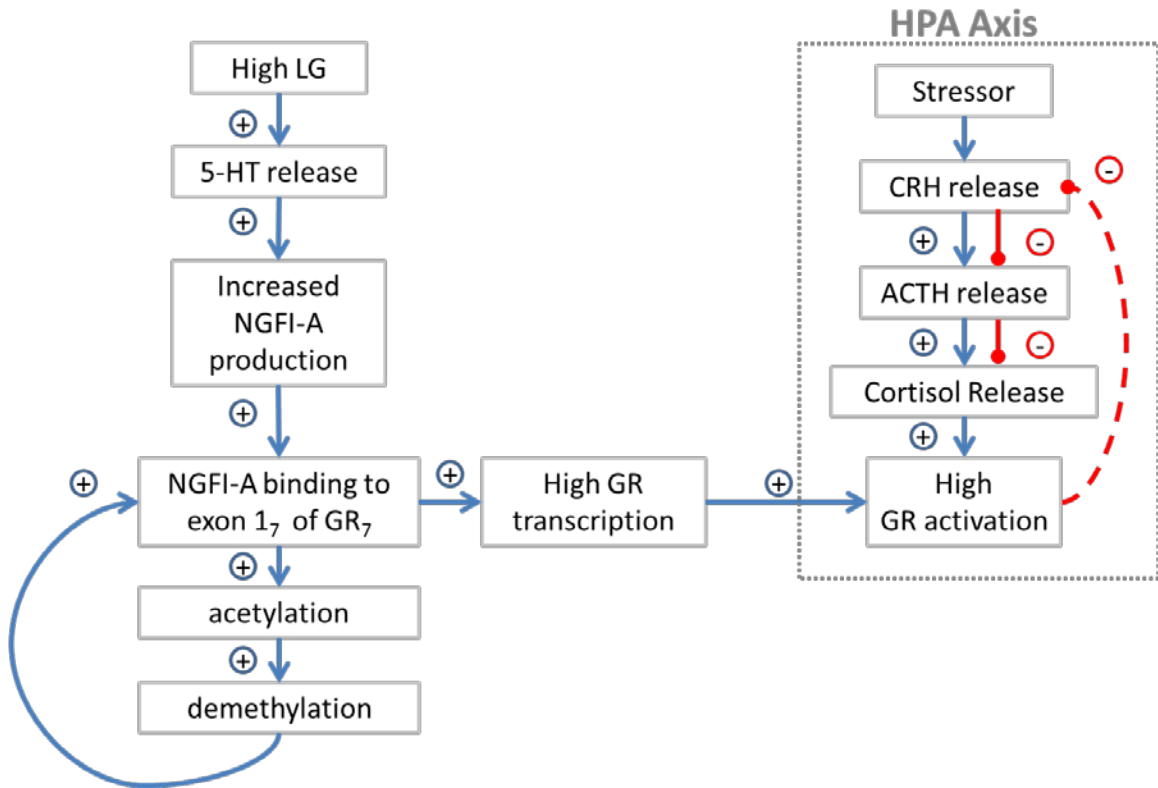 HPA Axis
High LG
+
5-HT release
+
Increased
NGFI-A
production
+
+
NGFI-A binding to
exon 1₇ of GR₇
+
acetylation
+
demethylation
+
High GR
transcription
+
Stressor
CRH release
-
+
-
ACTH release
+
-
Cortisol Release
+
High
GR activation